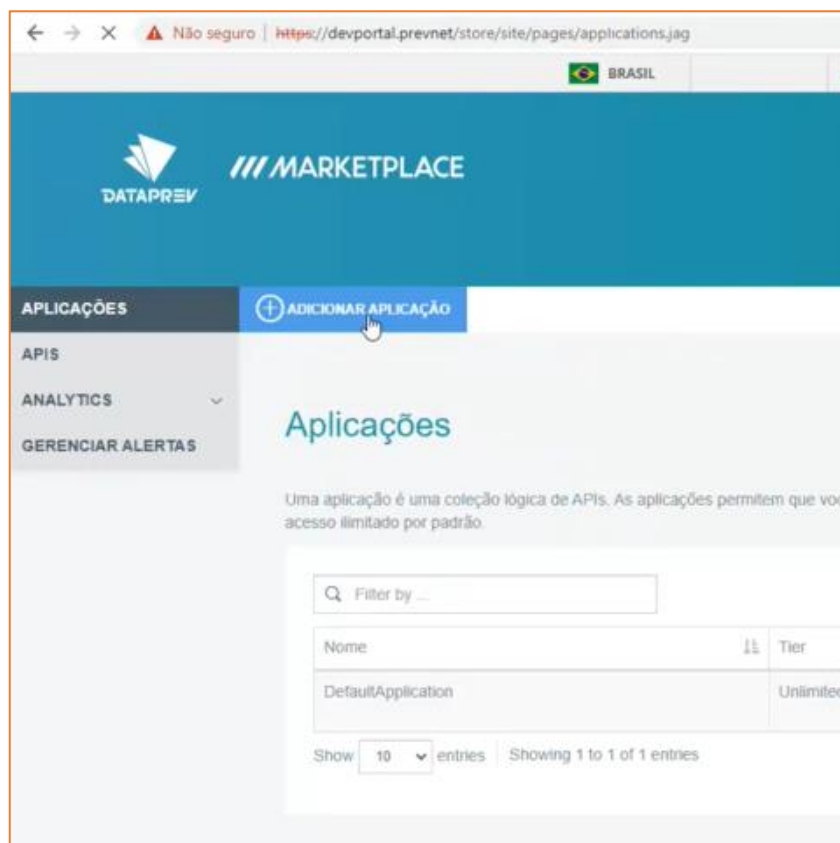 Não seguro | https://devportal.prevnet/store/site/pages/applications.jag
BRASIL
DATAPREV
/// MARKETPLACE
APLICAÇÕES
ADICIONAR APLICAÇÃO
APIS
ANALYTICS
GERENCIAR ALERTAS
Aplicações
Uma aplicação é uma coleção lógica de APIs. As aplicações permitem que voc
acesso ilimitado por padrão.
Filter by ...
Nome Tier
DefaultApplication Unlimited
Show 10 entries Showing 1 to 1 of 1 entries